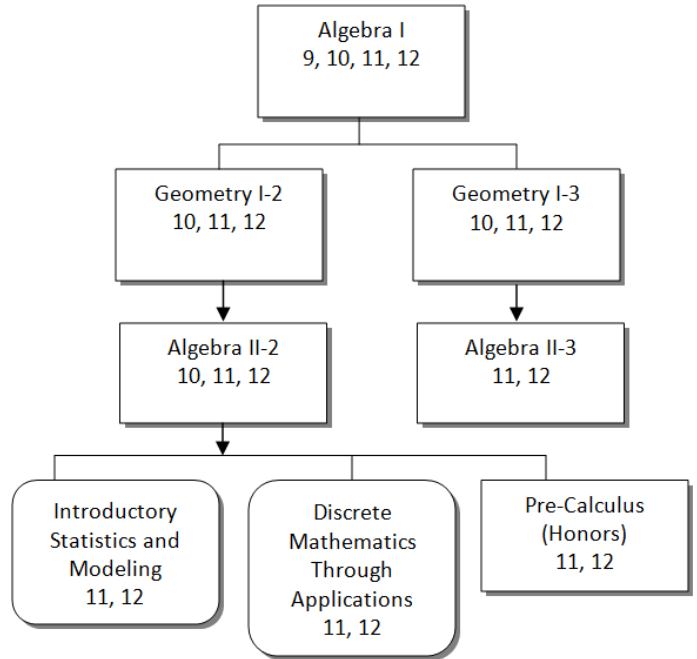 Algebra I
9, 10, 11, 12
Geometry I-2
10, 11, 12
Geometry I-3
10, 11, 12
Algebra II-2
10, 11, 12
Algebra II-3
11, 12
Introductory
Statistics and
Modeling
11, 12
Discrete
Mathematics
Through
Applications
11, 12
Pre-Calculus
(Honors)
11, 12